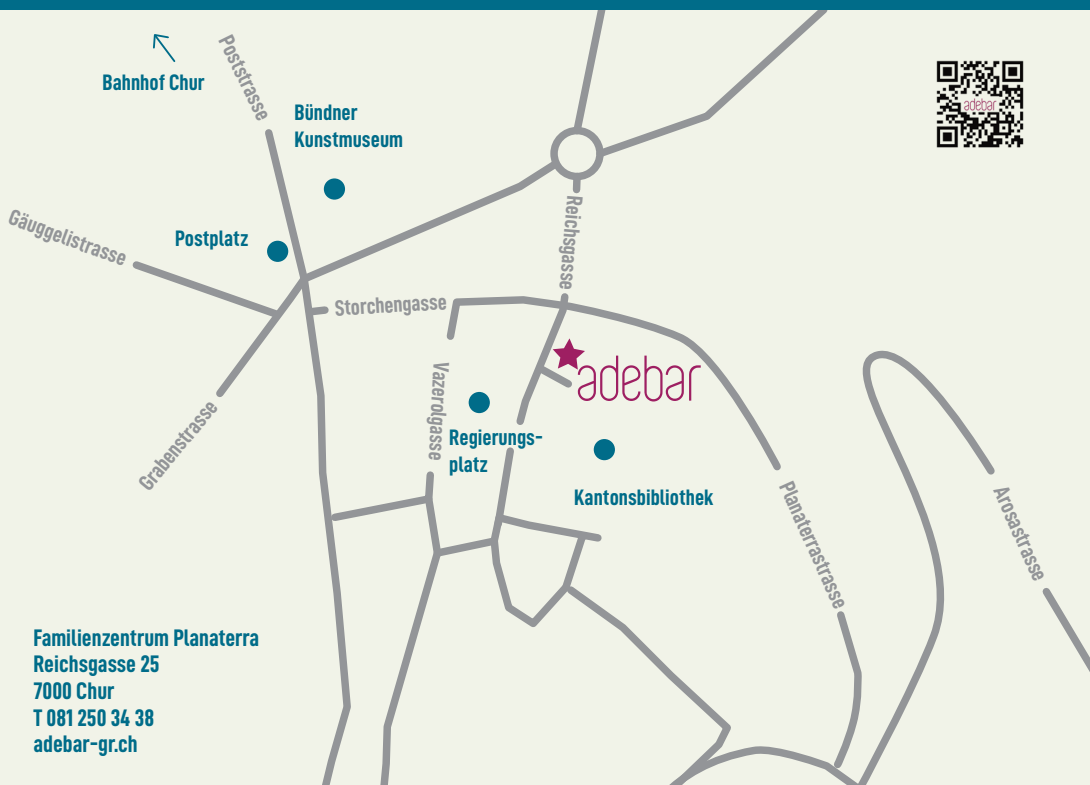 Bahnhof Chur
Poststrasse
Bündner
Kunstmuseum
adebar
Gäuggelistrasse
Postplatz
Reichsgasse
Storchengasse
adebar
Vazerolgasse
Grabenstrasse
Regierungs-
platz
Kantonsbibliothek
Planaterrastrasse
Arosastrasse
Familienzentrum Planaterra
Reichsgasse 25
7000 Chur
T 081 250 34 38
adebar-gr.ch